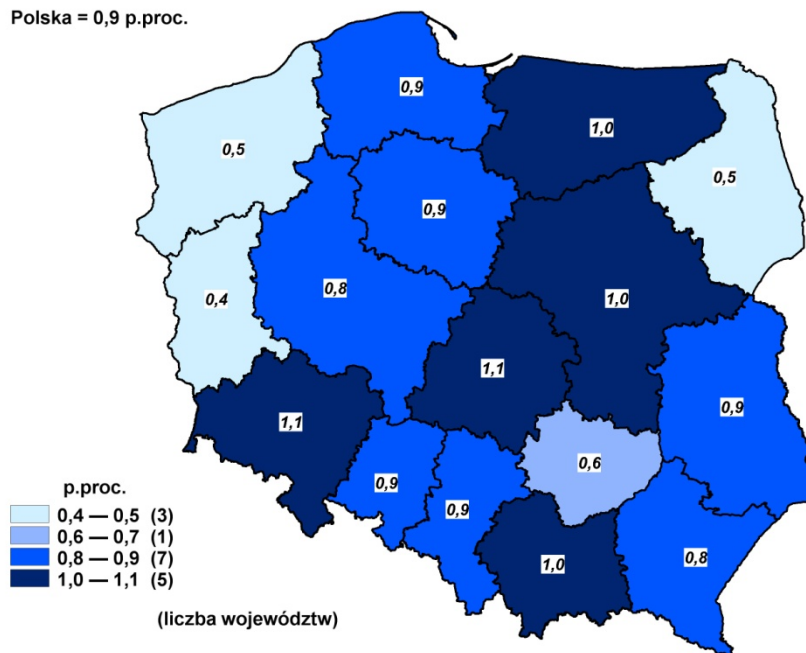 Polska = 0,9 p.proc.
0,9
1,0
0,5
0,5
0,9
0,8
0,4
1,0
1,1
1,1
0,9
0,6
0,9
0,9
0,8
1,0
p.proc.
0,4 — 0,5 (3)
0,6 — 0,7 (1)
0,8 — 0,9 (7)
1,0 — 1,1 (5)
(liczba województw)